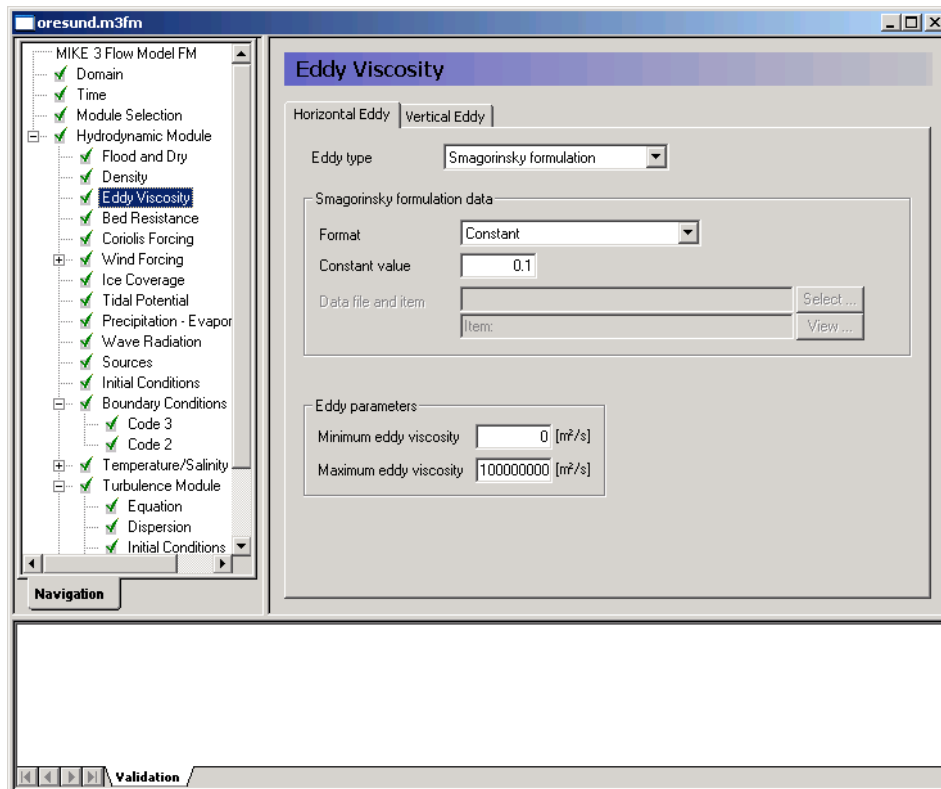 oresund.m3fm
MIKE 3 Flow Model FM
Domain
Time
Module Selection
Hydrodynamic Module
Flood and Dry
Density
Eddy Viscosity
Bed Resistance
Coriolis Forcing
Wind Forcing
Ice Coverage
Tidal Potential
Precipitation - Evapor
Wave Radiation
Sources
Initial Conditions
Boundary Conditions
Code 3
Code 2
Temperature/Salinity
Turbulence Module
Equation
Dispersion
Initial Conditions
Navigation
Eddy Viscosity
Horizontal Eddy
Vertical Eddy
Eddy type Smagorinsky formulation
Smagorinsky formulation data
Format Constant
Constant value 0.1
Data file and item Select ...
Item: View ...
Eddy parameters
Minimum eddy viscosity 0 [m²/s]
Maximum eddy viscosity 100000000 [m²/s]
Validation